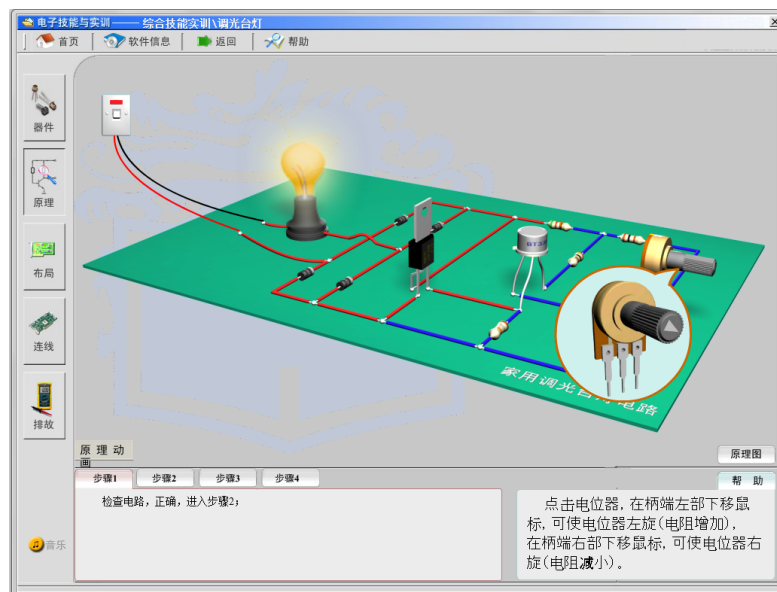 电子技能与实训—— 综合技能实训\调光台灯
首页 软件信息 返回 帮助
器件
原理
布局
连线
排故
音乐
家用调光台灯电路
原理动
画
原理图
步骤1 步骤2 步骤3 步骤4
检查电路，正确，进入步骤2；
帮 助
点击电位器，在柄端左部下移鼠
标，可使电位器左旋(电阻增加)，
在柄端右部下移鼠标，可使电位器右
旋(电阻减小)。